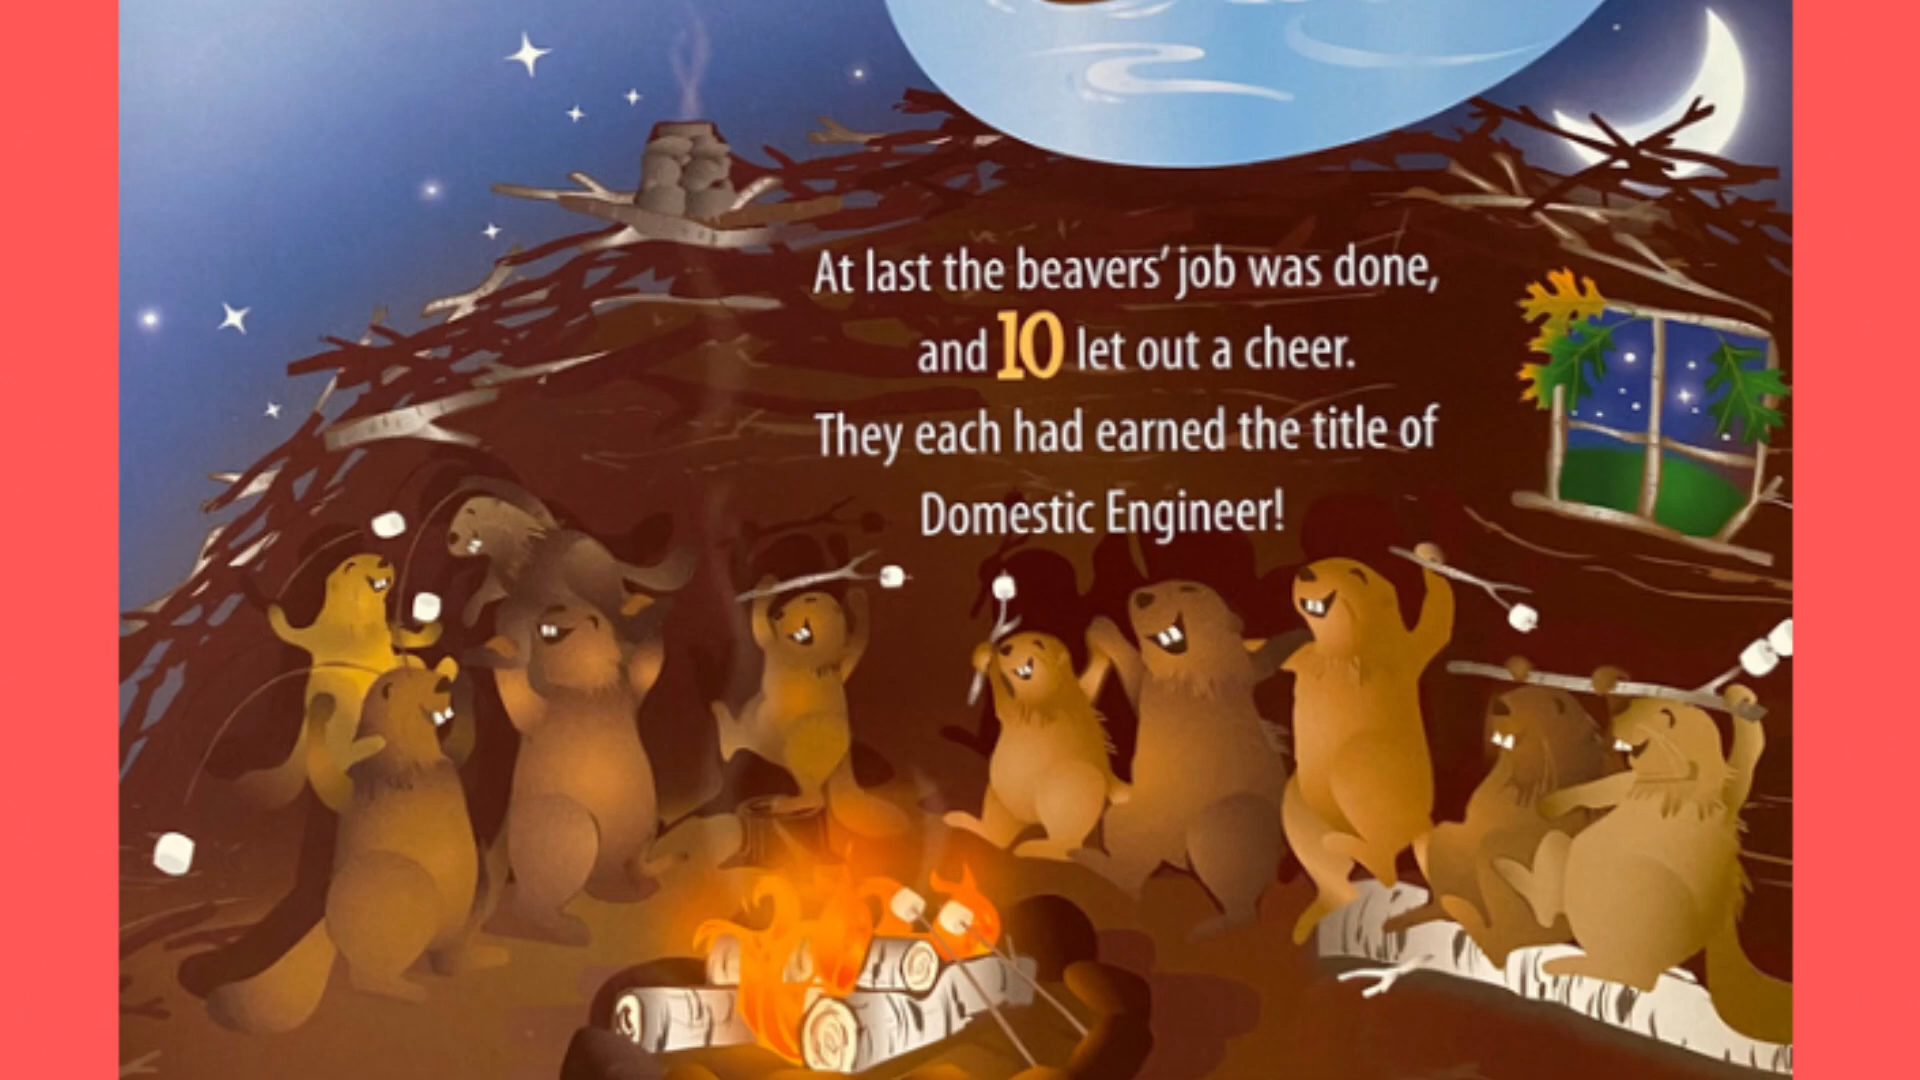 At last the beavers' job was done,
and 10 let out a cheer.
They each had earned the title of
Domestic Engineer!